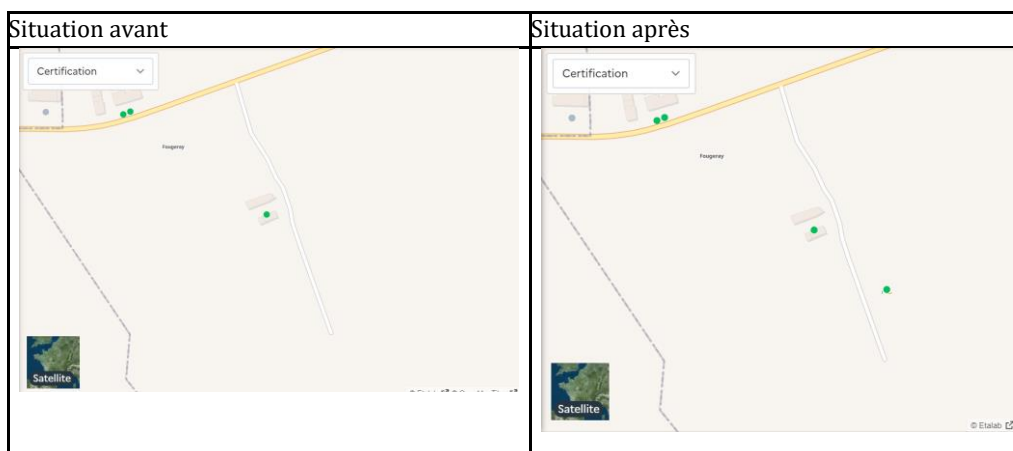 Situation avant
Situation après
Certification
Fougeray
Satellite
Certification
Fougeray
Satellite
© Etalab